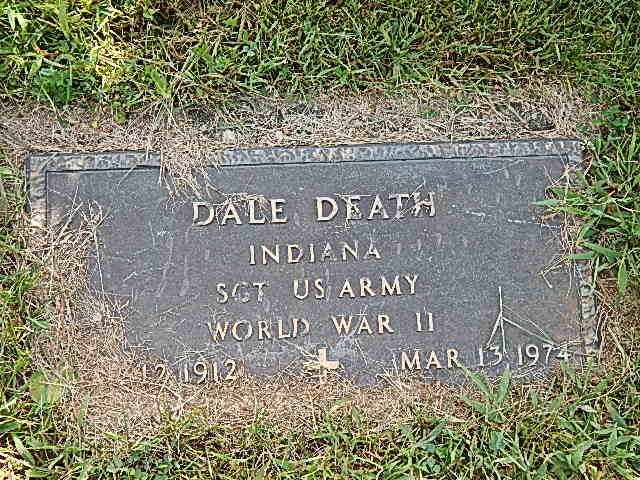 DALE DEATH
INDIANA
SGT US ARMY
WORLD WAR II
12 1912 MAR 13 1974